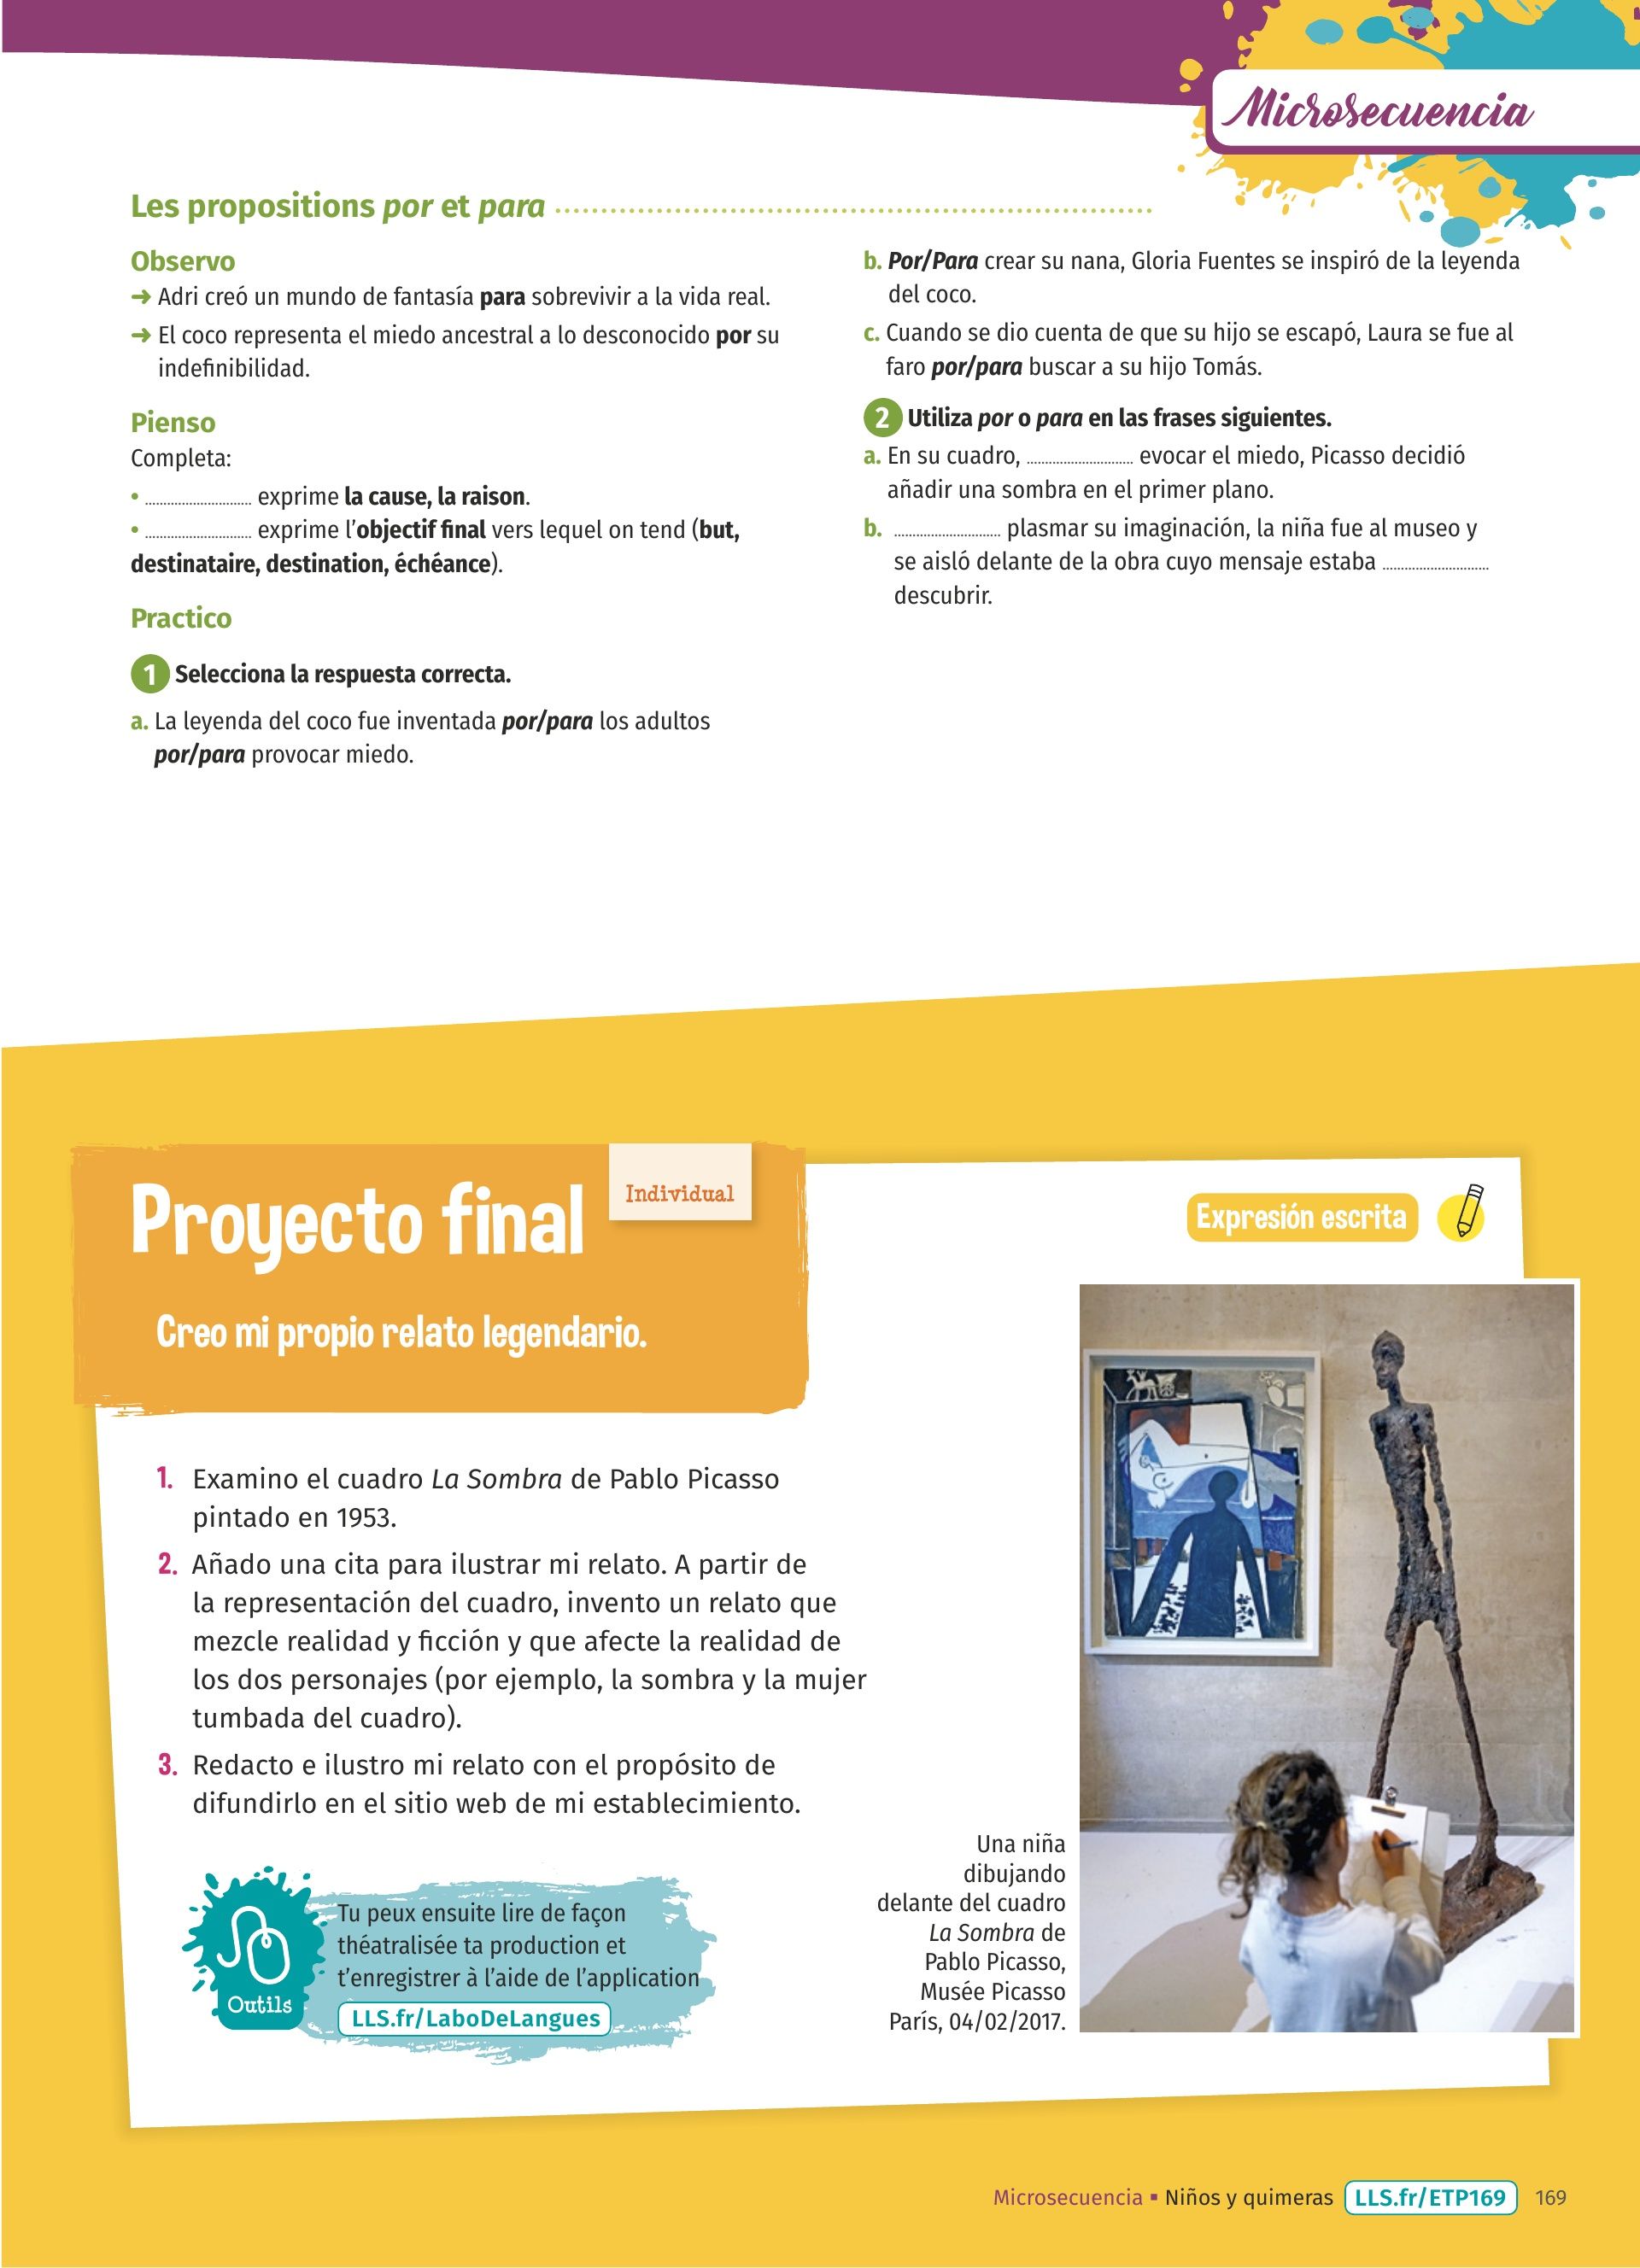 Microsecuencia
Les propositions por et para
Observo
➜ Adri creó un mundo de fantasía para sobrevivir a la vida real.
➜ El coco representa el miedo ancestral a lo desconocido por su
indefinibilidad.
Pienso
Completa:
• .............................. exprime la cause, la raison.
• .............................. exprime l'objectif final vers lequel on tend (but,
destinataire, destination, échéance).
Practico
1 Selecciona la respuesta correcta.
a. La leyenda del coco fue inventada por/para los adultos
por/para provocar miedo.
b. Por/Para crear su nana, Gloria Fuentes se inspiró de la leyenda
del coco.
c. Cuando se dio cuenta de que su hijo se escapó, Laura se fue al
faro por/para buscar a su hijo Tomás.
2 Utiliza por o para en las frases siguientes.
a. En su cuadro, .............................. evocar el miedo, Picasso decidió
añadir una sombra en el primer plano.
b. .............................. plasmar su imaginación, la niña fue al museo y
se aisló delante de la obra cuyo mensaje estaba ..............................
descubrir.
Proyecto final
Individual
Creo mi propio relato legendario.
Expresión escrita
1. Examino el cuadro La Sombra de Pablo Picasso
pintado en 1953.
2. Añado una cita para ilustrar mi relato. A partir de
la representación del cuadro, invento un relato que
mezcle realidad y ficción y que afecte la realidad de
los dos personajes (por ejemplo, la sombra y la mujer
tumbada del cuadro).
3. Redacto e ilustro mi relato con el propósito de
difundirlo en el sitio web de mi establecimiento.
Outils
Tu peux ensuite lire de façon
théatralisée ta production et
t'enregistrer à l'aide de l'application
LLS.fr/LaboDeLangues
Una niña
dibujando
delante del cuadro
La Sombra de
Pablo Picasso,
Musée Picasso
París, 04/02/2017.
Microsecuencia ▪ Niños y quimeras LLS.fr/ETP169 169